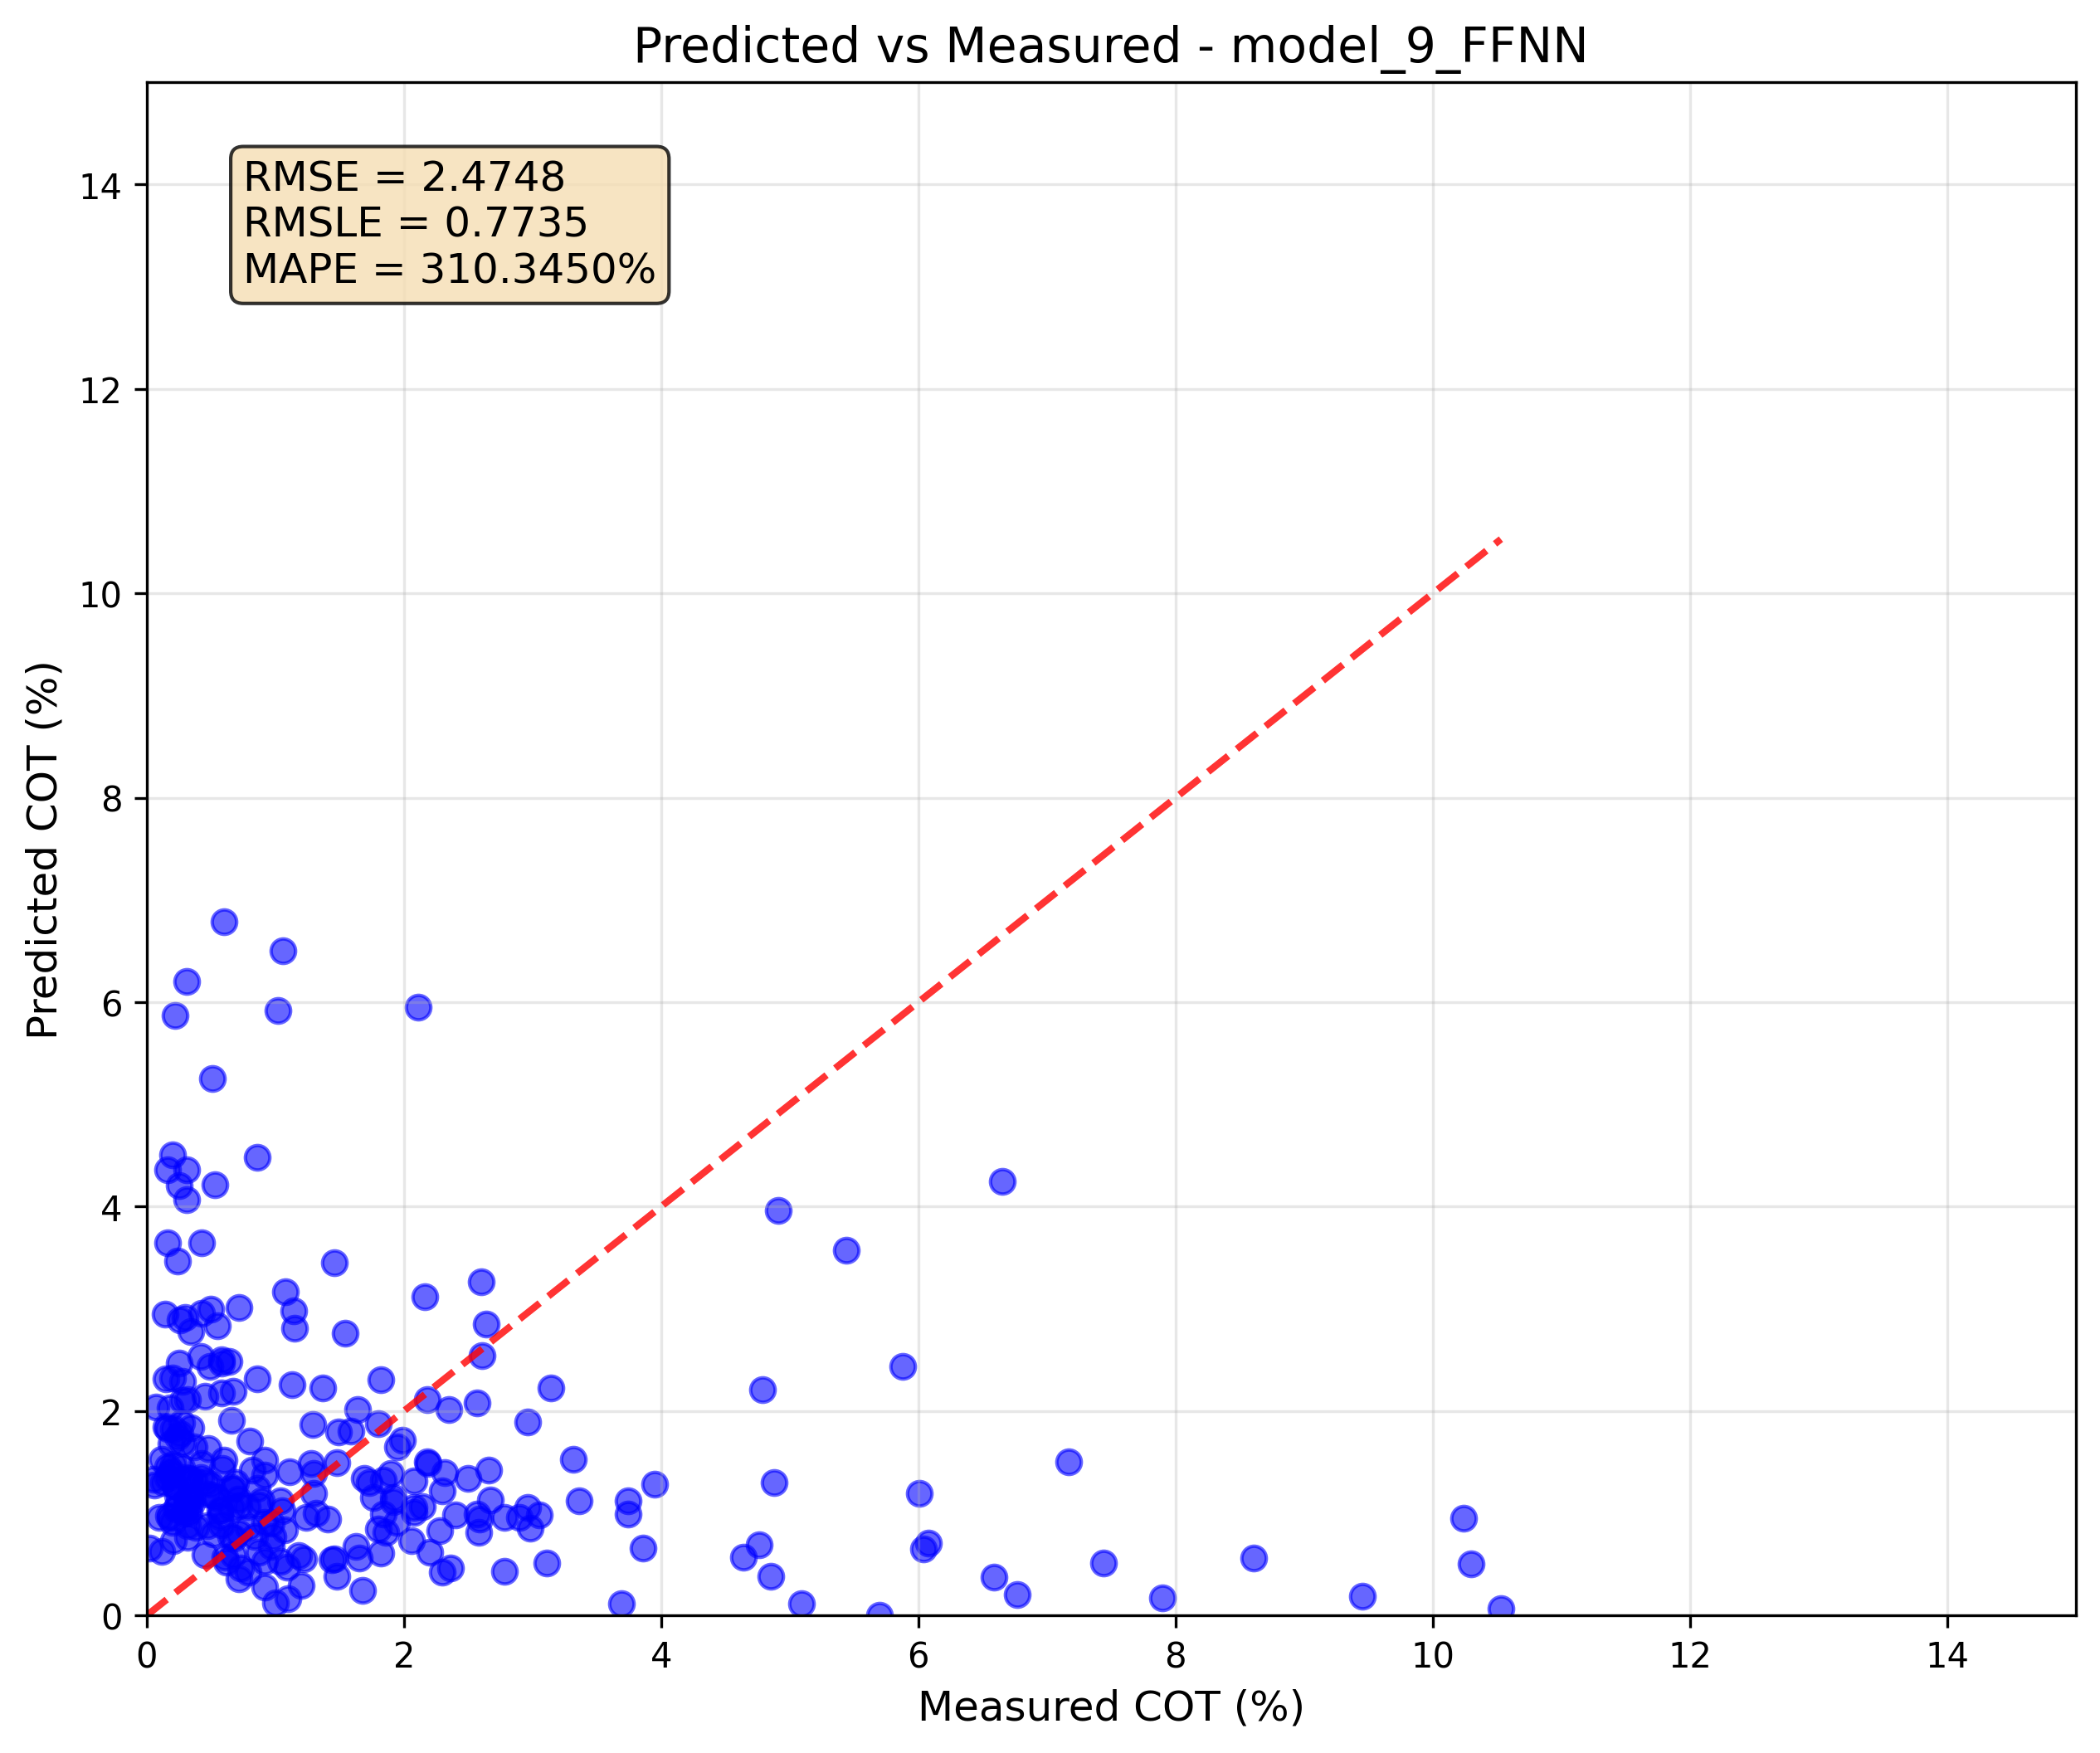 Predicted vs Measured - model_9_FFNN
RMSE = 2.4748
RMSLE = 0.7735
MAPE = 310.3450%
Predicted COT (%)
14
12
10
8
6
4
2
0
0 2 4 6 8 10 12 14
Measured COT (%)